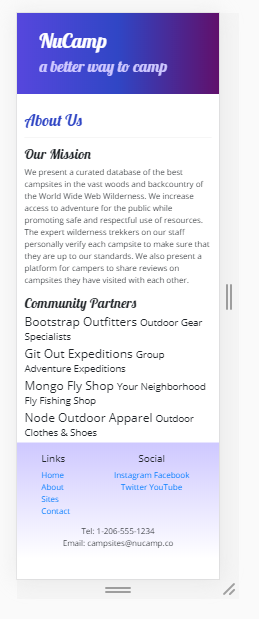 NuCamp
a better way to camp
About Us
Our Mission
We present a curated database of the best
campsites in the vast woods and backcountry of
the World Wide Web Wilderness. We increase
access to adventure for the public while
promoting safe and respectful use of resources.
The expert wilderness trekkers on our staff
personally verify each campsite to make sure that
they are up to our standards. We also present a
platform for campers to share reviews on
campsites they have visited with each other.
Community Partners
Bootstrap Outfitters Outdoor Gear
Specialists
Git Out Expeditions Group
Adventure Expeditions
Mongo Fly Shop Your Neighborhood
Fly Fishing Shop
Node Outdoor Apparel Outdoor
Clothes & Shoes
Links
Home
About
Sites
Contact
Social
Instagram Facebook
Twitter YouTube
Tel: 1-206-555-1234
Email: campsites@nucamp.co